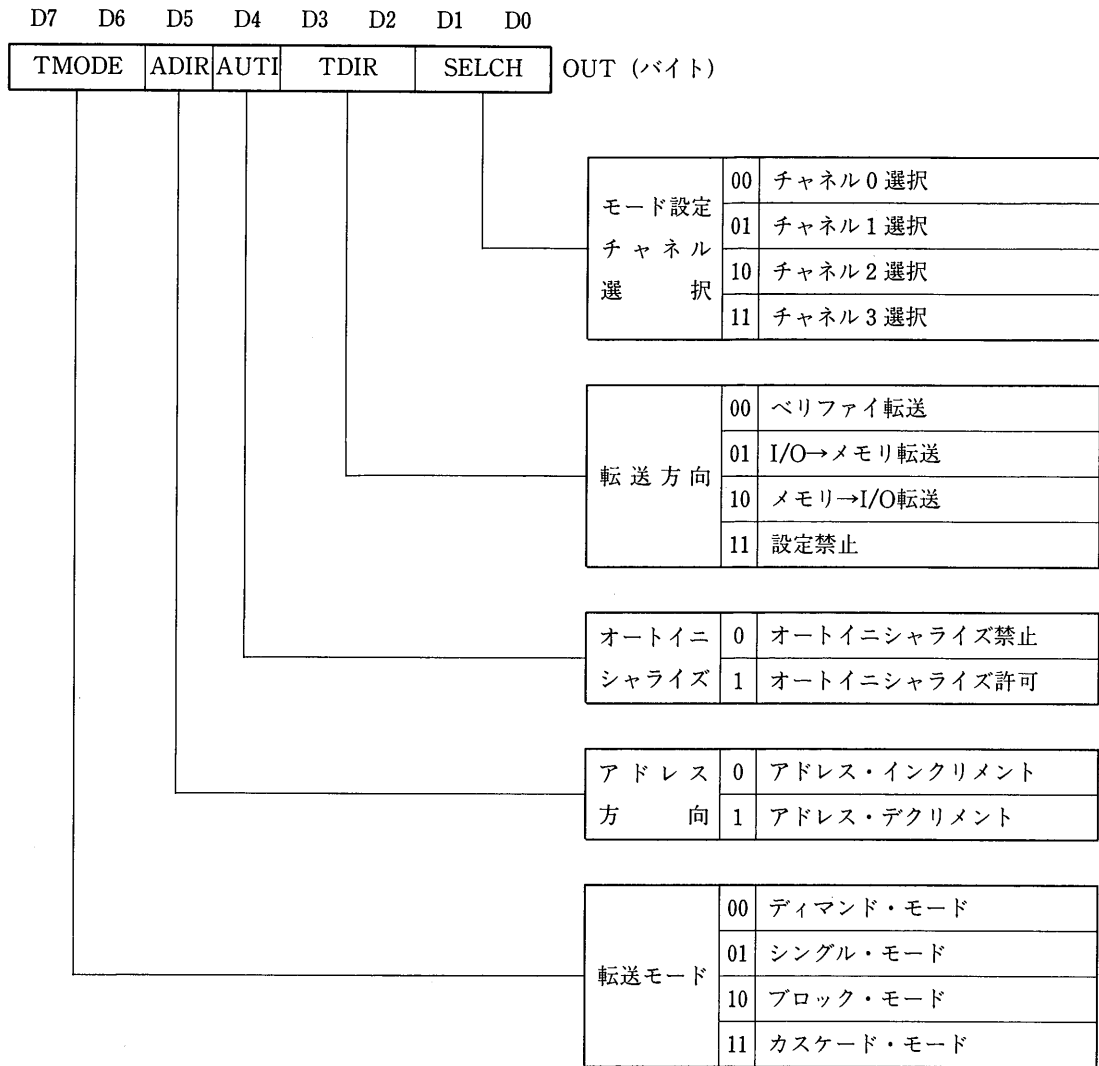 D7 D6 D5 D4 D3 D2 D1 D0
TMODE ADIR AUTI TDIR SELCH OUT (バイト)
モード設定
チャネル
選択
00 チャネル0選択
01 チャネル1選択
10 チャネル2選択
11 チャネル3選択
転送方向
00 ベリファイ転送
01 I/O→メモリ転送
10 メモリ→I/O転送
11 設定禁止
オートイニ
シャライズ
0 オートイニシャライズ禁止
1 オートイニシャライズ許可
アドレス
方向
0 アドレス・インクリメント
1 アドレス・デクリメント
転送モード
00 ディマンド・モード
01 シングル・モード
10 ブロック・モード
11 カスケード・モード